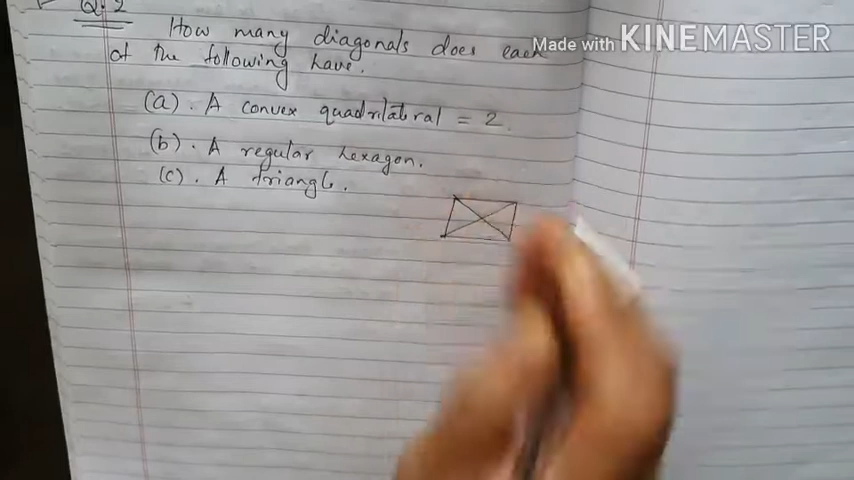 Q.2
Made with KINEMASTER
How many diagonals does each
of the following have.
(a). A convex quadrilateral = 2.
(b). A regular hexagon.
(c). A triangle.